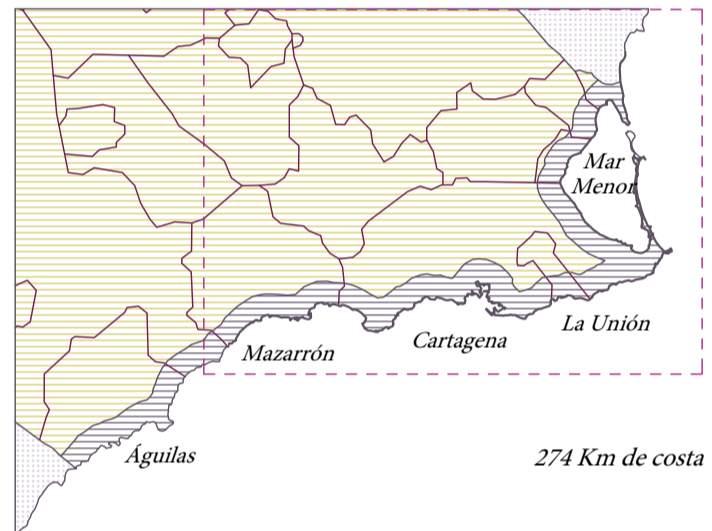 Mar
Menor
La Unión
Cartagena
Mazarrón
Águilas
274 Km de costa